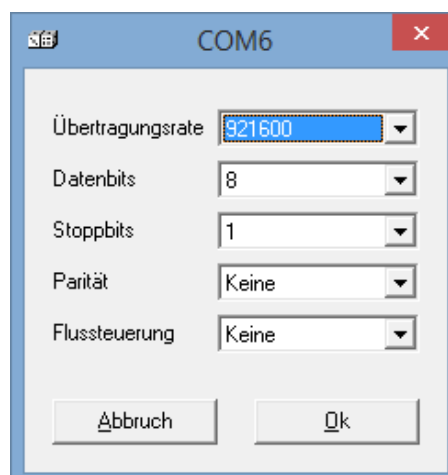 COM6
Übertragungsrate 921600
Datenbits 8
Stoppbits 1
Parität Keine
Flussteuerung Keine
Abbruch Ok